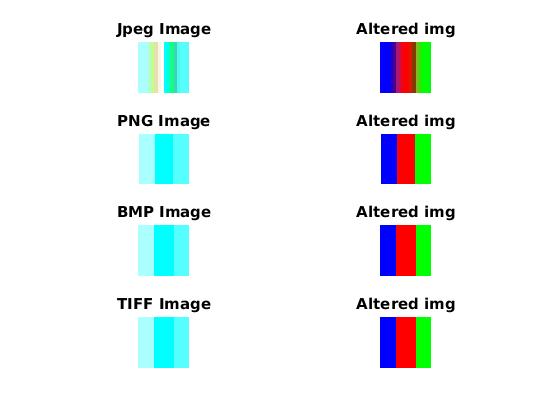 Jpeg Image
Altered img
PNG Image
Altered img
BMP Image
Altered img
TIFF Image
Altered img